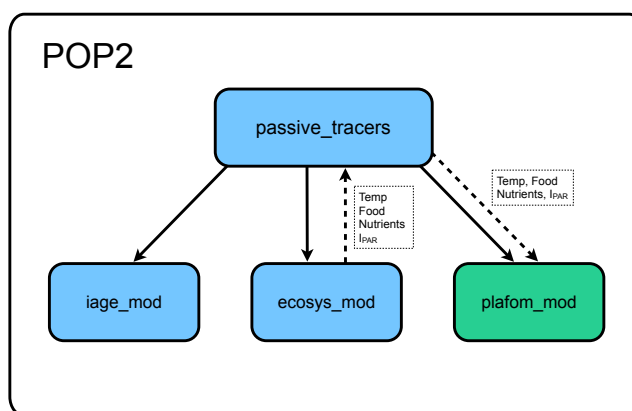 POP2
passive_tracers
Temp
Food
Nutrients
IPAR
Temp, Food
Nutrients, IPAR
iage_mod
ecosys_mod
plafom_mod